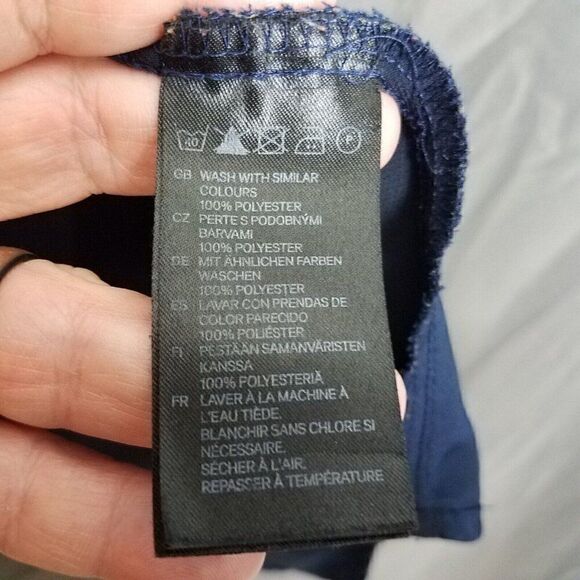 40 P
GB WASH WITH SIMILAR
COLOURS
100% POLYESTER
CZ PERTE S PODOBNÝMI
BARVAMI
100% POLYESTER
DE MIT ÄHNLICHEN FARBEN
WASCHEN
100% POLYESTER
ES LAVAR CON PRENDAS DE
COLOR PARECIDO
100% POLIÉSTER
FI PESTÄÄN SAMANVÄRISTEN
KANSSA
100% POLYESTERIÄ
FR LAVER À LA MACHINE À
L'EAU TIÈDE.
BLANCHIR SANS CHLORE SI
NÉCESSAIRE.
SÉCHER À L'AIR.
REPASSER À TEMPÉRATURE